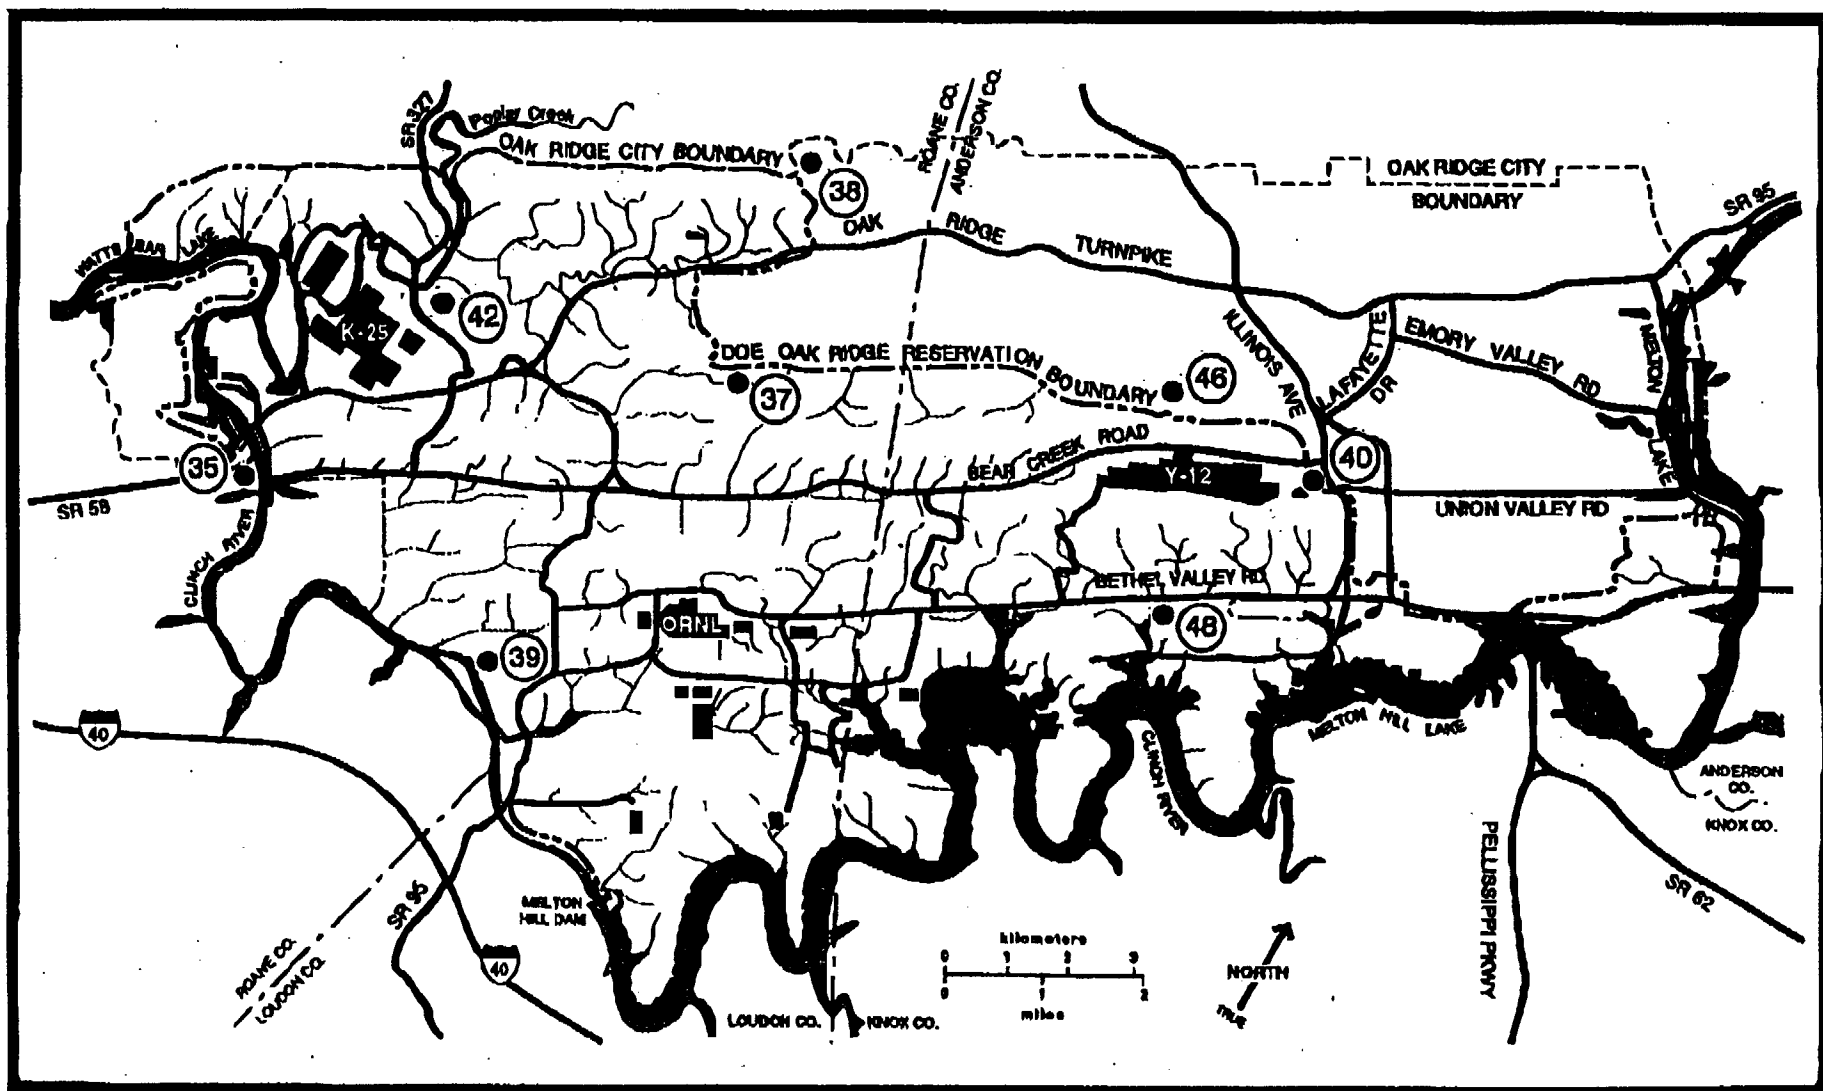 SR 327
Poplar Creek
OAK RIDGE CITY BOUNDARY
38
ROANE CO.
ANDERSON CO.
OAK RIDGE CITY
BOUNDARY
SR 95
WATTS BAR LAKE
OAK RIDGE TURNPIKE
42
K-25
ILLINOIS AVE
LAFAYETTE
DR
EMORY VALLEY RD
MELTON
LAKE
DOE OAK RIDGE RESERVATION
BOUNDARY
46
37
35
SR 58
BEAR CREEK ROAD
40
Y-12
UNION VALLEY RD
CLINCH RIVER
BETHEL VALLEY RD
ORNL
48
39
40
MELTON HILL LAKE
CLINCH RIVER
ANDERSON
CO.
KNOX CO.
PELLISSIPPI PKWY
SR 62
SR 95
MELTON
HILL DAM
ROANE CO.
LOUDON CO.
40
kilometers
0 1 2 3
0 1 2
miles
NORTH
TRUE
LOUDON CO.
KNOX CO.